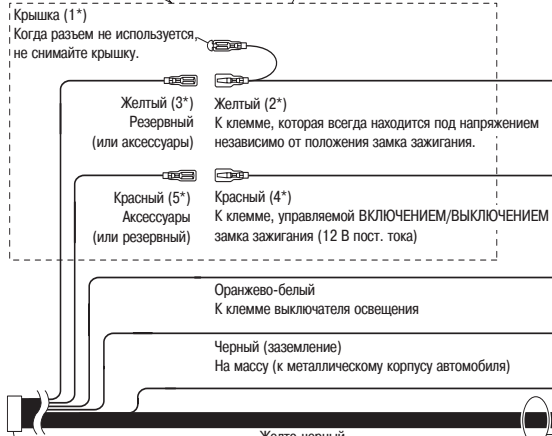 Крышка (1*)
Когда разъем не используется,
не снимайте крышку.
Желтый (3*)
Резервный
(или аксессуары)
Желтый (2*)
К клемме, которая всегда находится под напряжением
независимо от положения замка зажигания.
Красный (5*)
Аксессуары
(или резервный)
Красный (4*)
К клемме, управляемой ВКЛЮЧЕНИЕМ/ВЫКЛЮЧЕНИЕМ
замка зажигания (12 В пост. тока)
Оранжево-белый
К клемме выключателя освещения
Черный (заземление)
На массу (к металлическому корпусу автомобиля)
Желто-черный